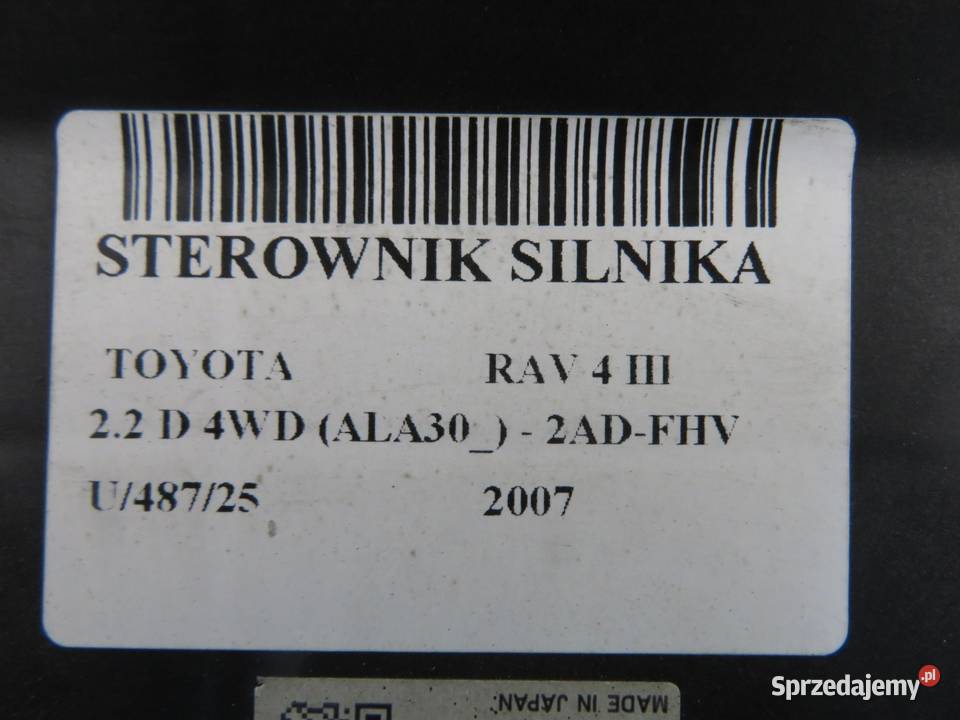 STEROWNIK SILNIKA
TOYOTA RAV 4 III
2.2 D 4WD (ALA30_) - 2AD-FHV
U/487/25 2007
MADE IN JAPAN
Sprzedajemy.pl